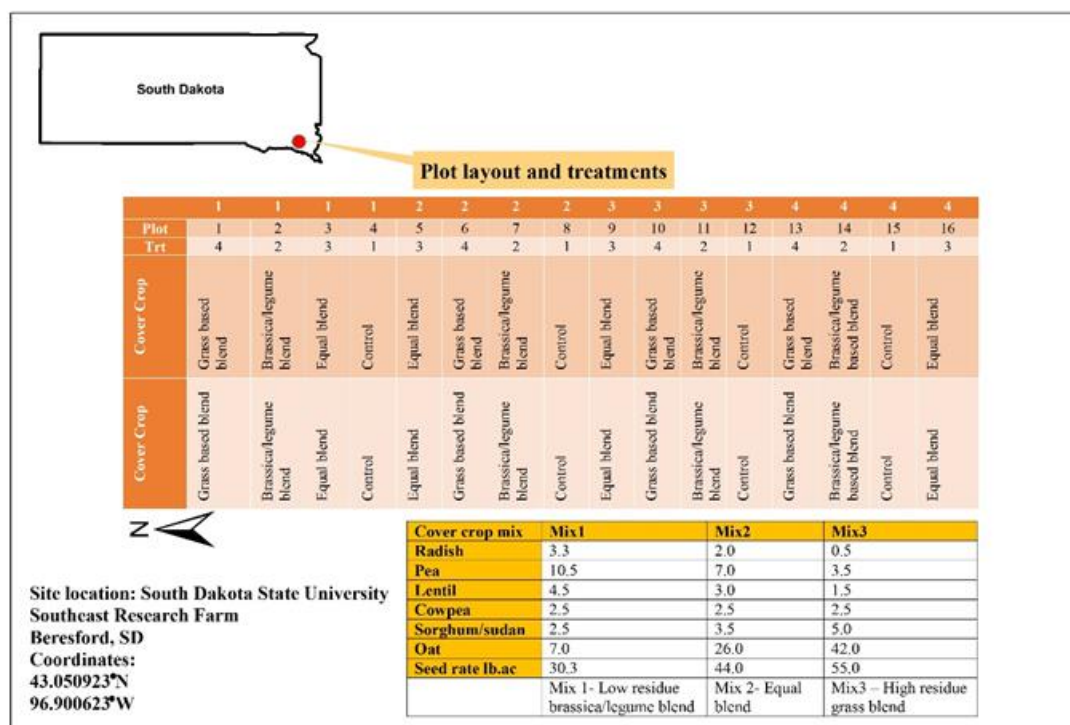 South Dakota
Plot layout and treatments
1 1 1 1 2 2 2 2 3 3 3 3 4 4 4 4
Plot 1 2 3 4 5 6 7 8 9 10 11 12 13 14 15 16
Trt 4 2 3 1 3 4 2 1 3 4 2 1 4 2 1 3
Cover Crop
Grass based
blend
Brassica/legume
blend
Equal blend
Control
Equal blend
Grass based
blend
Brassica/legume
blend
Control
Equal blend
Grass based
blend
Brassica/legume
blend
Control
Grass based
blend
Brassica/legume
based blend
Control
Equal blend
Cover Crop
Grass based blend
Brassica/legume
blend
Equal blend
Control
Equal blend
Grass based blend
Brassica/legume
blend
Control
Equal blend
Grass based blend
Brassica/legume
blend
Control
Grass based blend
Brassica/legume
based blend
Control
Equal blend
N
Cover crop mix Mix1 Mix2 Mix3
Radish 3.3 2.0 0.5
Pea 10.5 7.0 3.5
Lentil 4.5 3.0 1.5
Cowpea 2.5 2.5 2.5
Sorghum/sudan 2.5 3.5 5.0
Oat 7.0 26.0 42.0
Seed rate lb.ac 30.3 44.0 55.0
Mix 1- Low residue
brassica/legume blend
Mix 2- Equal
blend
Mix3 – High residue
grass blend
Site location: South Dakota State University
Southeast Research Farm
Beresford, SD
Coordinates:
43.050923°N
96.900623°W